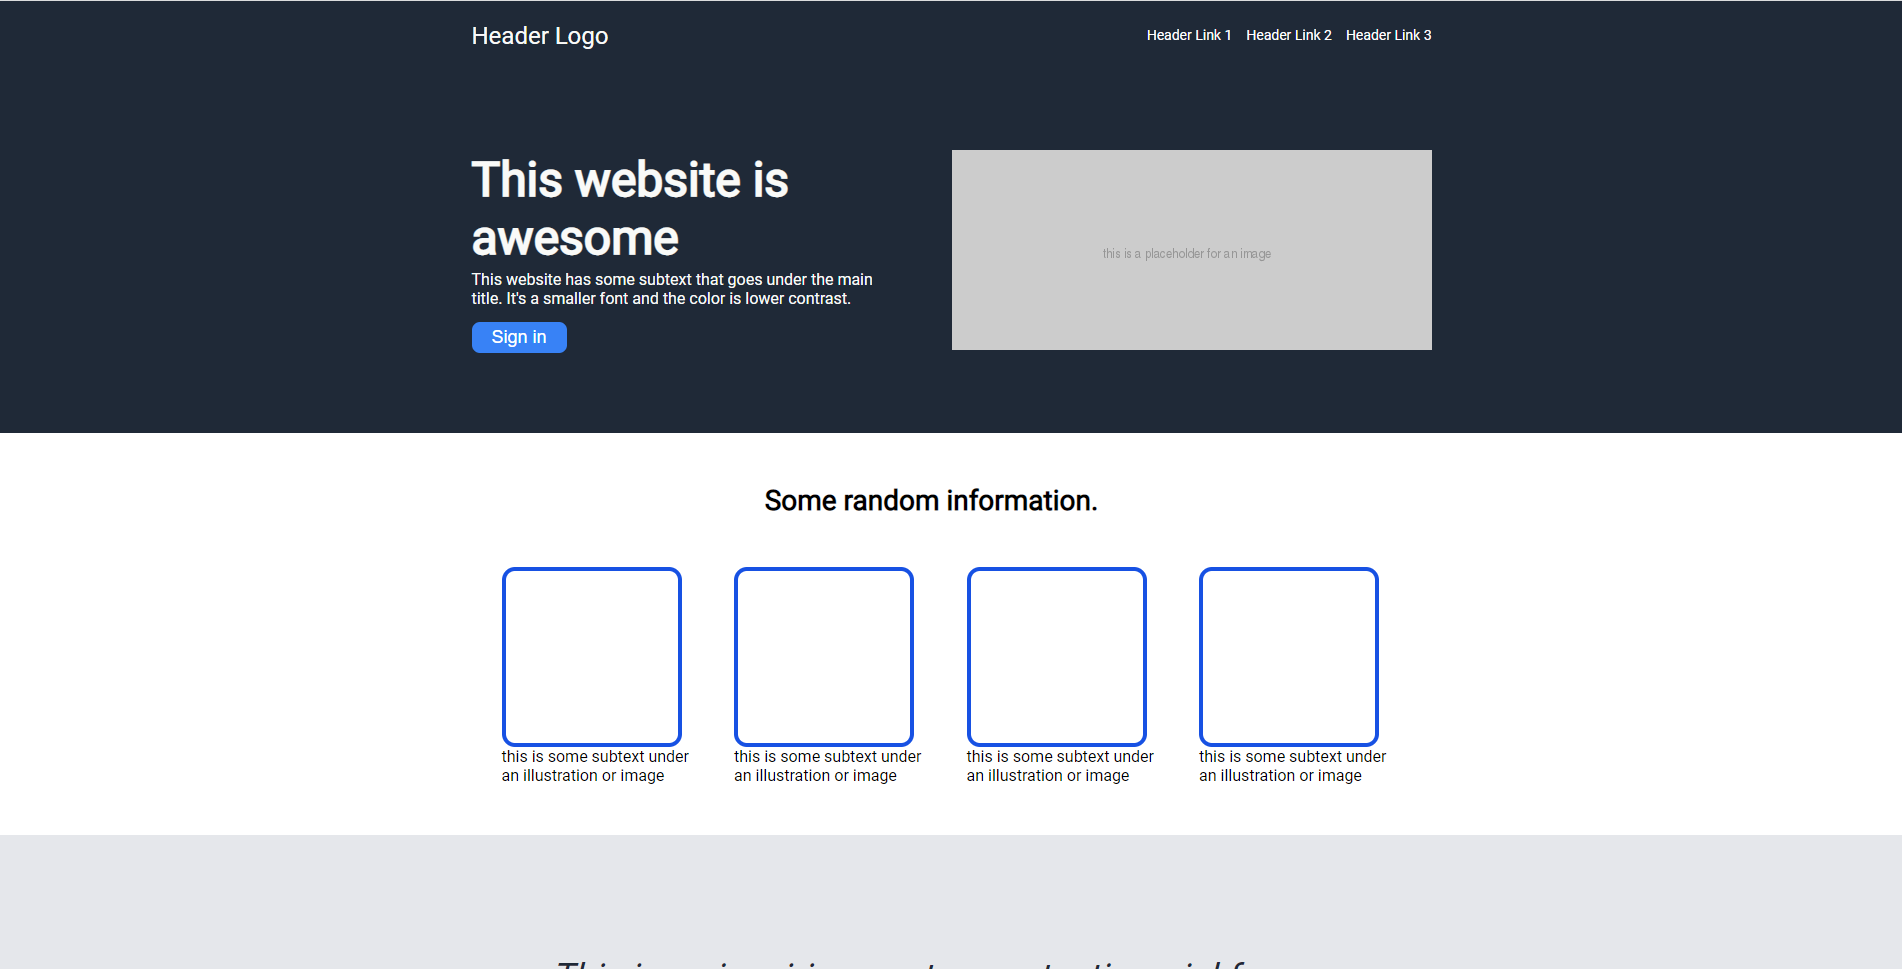 Header Logo
Header Link 1 Header Link 2 Header Link 3
This website is
awesome
This website has some subtext that goes under the main
title. It's a smaller font and the color is lower contrast.
Sign in
this is a placeholder for an image
Some random information.
this is some subtext under
an illustration or image
this is some subtext under
an illustration or image
this is some subtext under
an illustration or image
this is some subtext under
an illustration or image